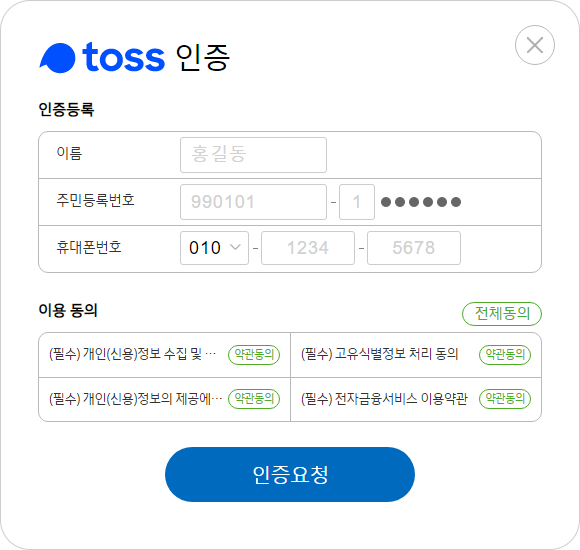 toss 인증
인증등록
이름 홍길동
주민등록번호 990101 - 1 ●●●●●●
휴대폰번호 010 - 1234 - 5678
이용 동의 전체동의
(필수) 개인(신용)정보 수집 및 … 약관동의 (필수) 고유식별정보 처리 동의 약관동의
(필수) 개인(신용)정보의 제공에… 약관동의 (필수) 전자금융서비스 이용약관 약관동의
인증요청